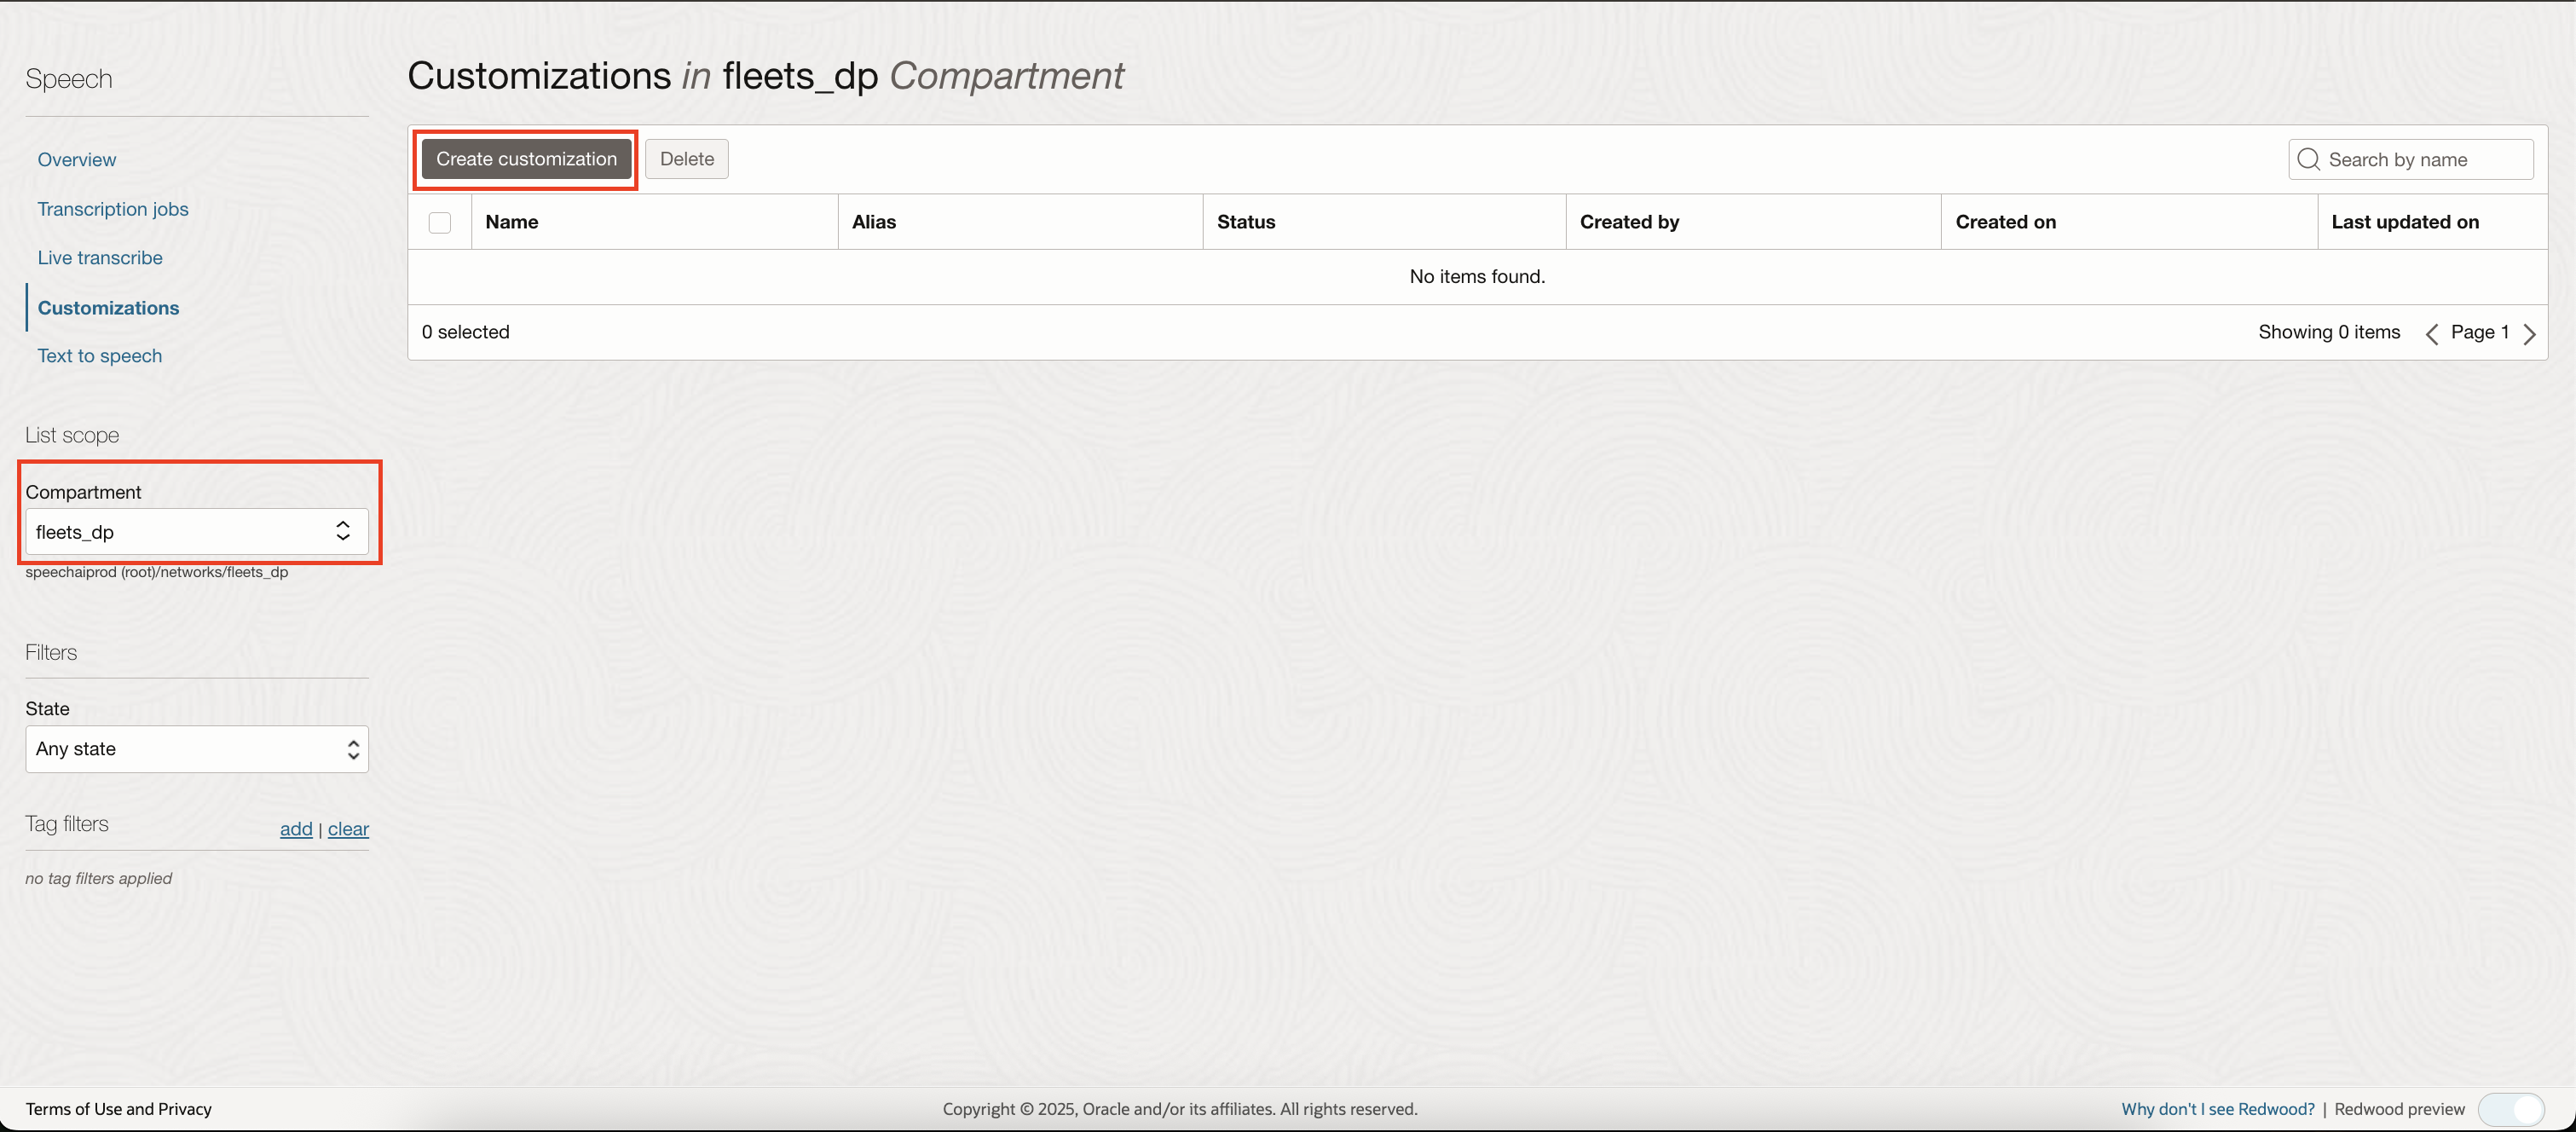 Speech
Overview
Transcription jobs
Live transcribe
Customizations
Text to speech
List scope
Compartment
fleets_dp
speechaiprod (root)/networks/fleets_dp
Filters
State
Any state
Tag filters
add | clear
no tag filters applied
Customizations in fleets_dp Compartment
Create customization Delete Search by name
Name Alias Status Created by Created on Last updated on
No items found.
0 selected Showing 0 items Page 1
Terms of Use and Privacy Copyright © 2025, Oracle and/or its affiliates. All rights reserved. Why don't I see Redwood? | Redwood preview